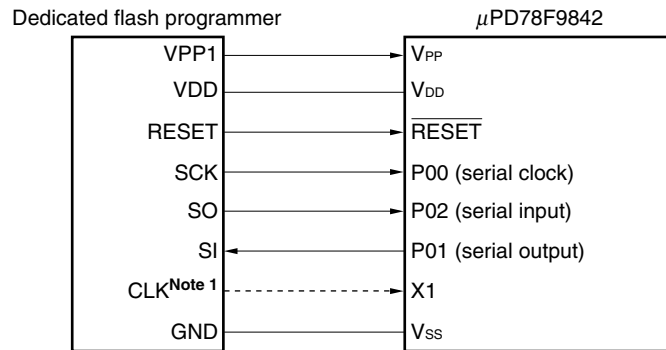 Dedicated flash programmer μPD78F9842
VPP1 VPP
VDD VDD
RESET RESET
SCK P00 (serial clock)
SO P02 (serial input)
SI P01 (serial output)
CLKNote 1 X1
GND VSS